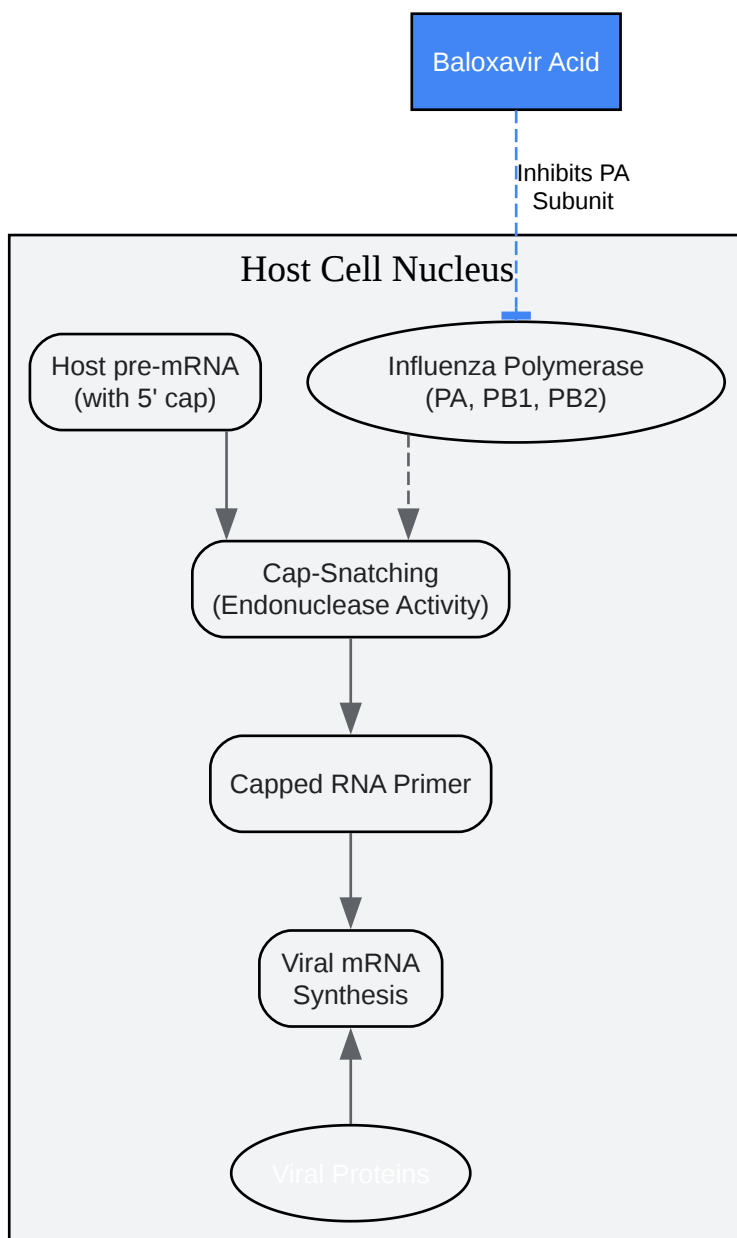 Baloxavir Acid
Inhibits PA
Subunit
Host Cell Nucleus
Host pre-mRNA
(with 5' cap)
Influenza Polymerase
(PA, PB1, PB2)
Cap-Snatching
(Endonuclease Activity)
Capped RNA Primer
Viral mRNA
Synthesis
Viral Proteins